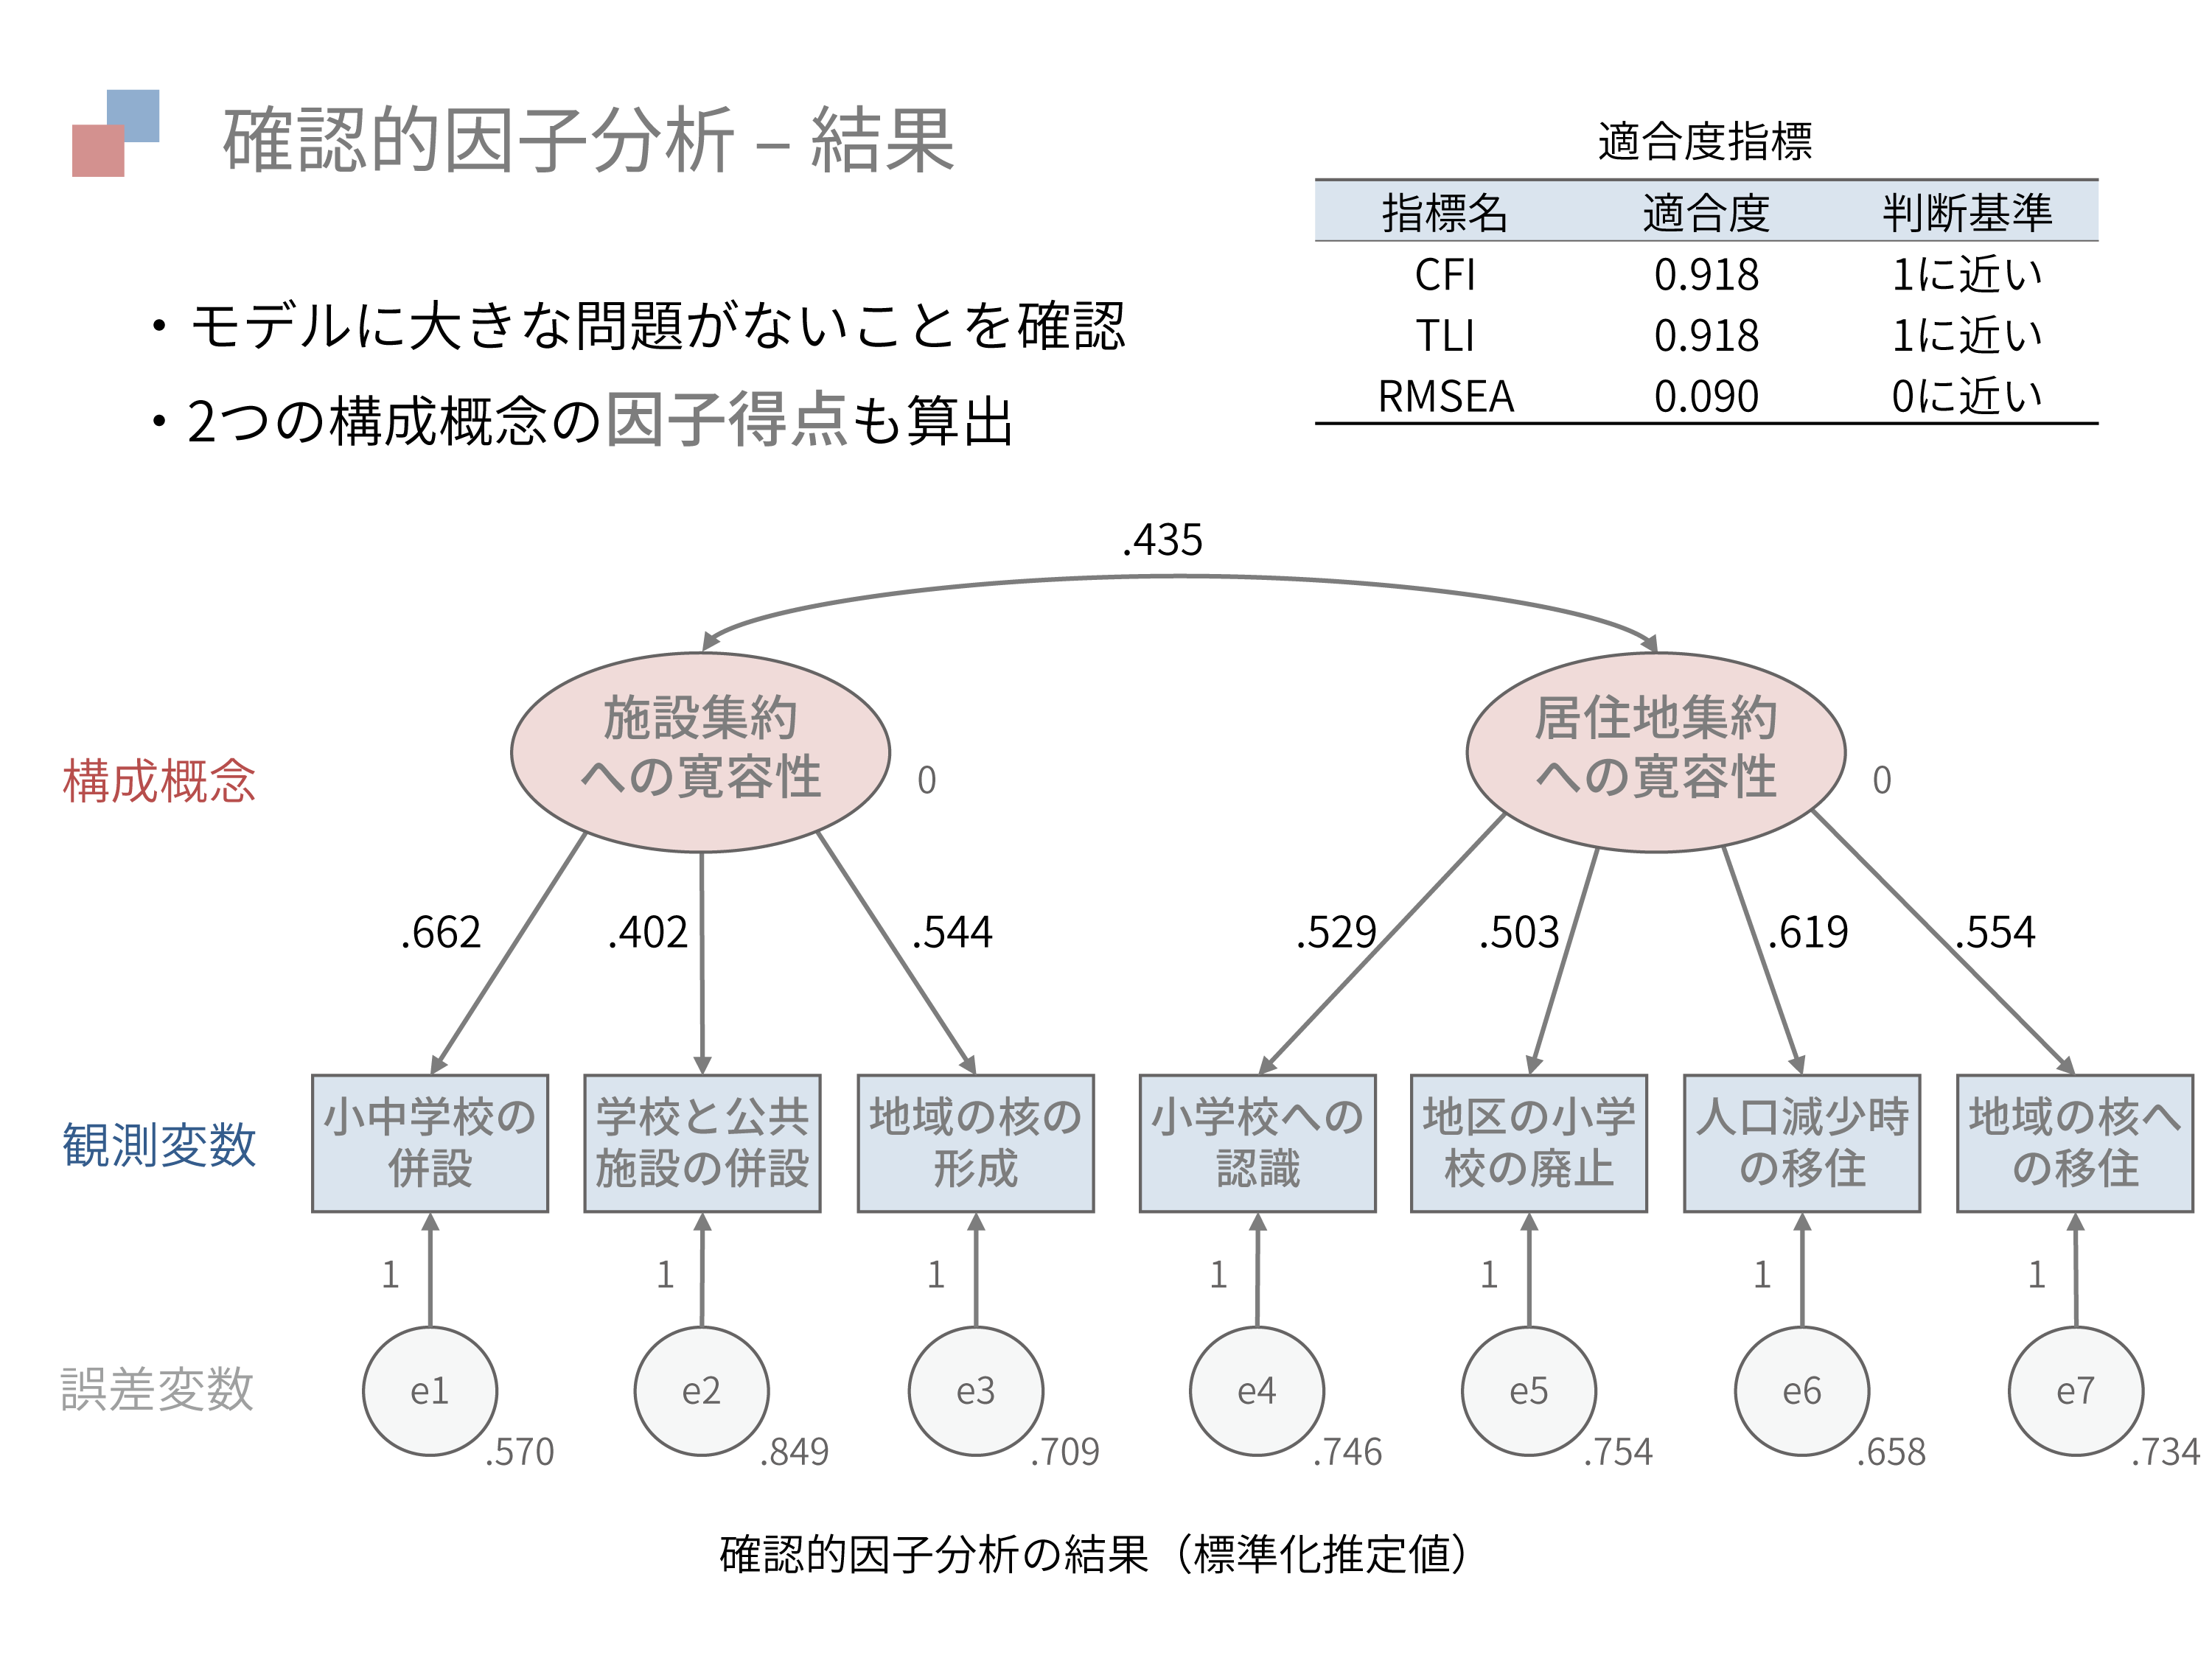 確認的因子分析 – 結果
・モデルに大きな問題がないことを確認
・2つの構成概念の因子得点も算出
適合度指標
指標名 適合度 判断基準
CFI 0.918 1に近い
TLI 0.918 1に近い
RMSEA 0.090 0に近い
.435
構成概念
施設集約
への寛容性
0
居住地集約
への寛容性
0
.662 .402 .544 .529 .503 .619 .554
観測変数
小中学校の
併設
学校と公共
施設の併設
地域の核の
形成
小学校への
認識
地区の小学
校の廃止
人口減少時
の移住
地域の核へ
の移住
1 1 1 1 1 1 1
誤差変数
e1 e2 e3 e4 e5 e6 e7
.570 .849 .709 .746 .754 .658 .734
確認的因子分析の結果（標準化推定値）